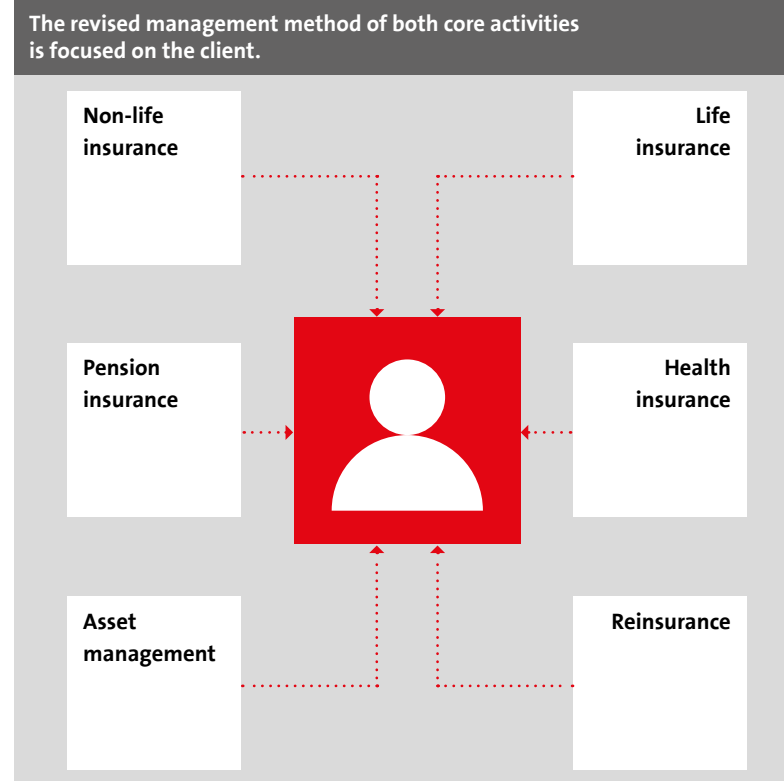 The revised management method of both core activities
is focused on the client.
Non-life
insurance
Life
insurance
Pension
insurance
Health
insurance
Asset
management
Reinsurance